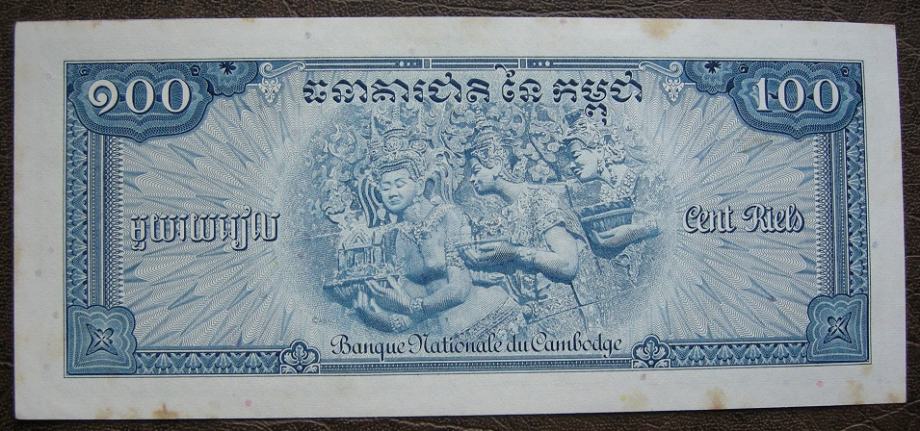 ១០០
ធនាគារជាតិ នៃ កម្ពុជា
100
មួយរយរៀល
Cent Riels
Banque Nationale du Cambodge